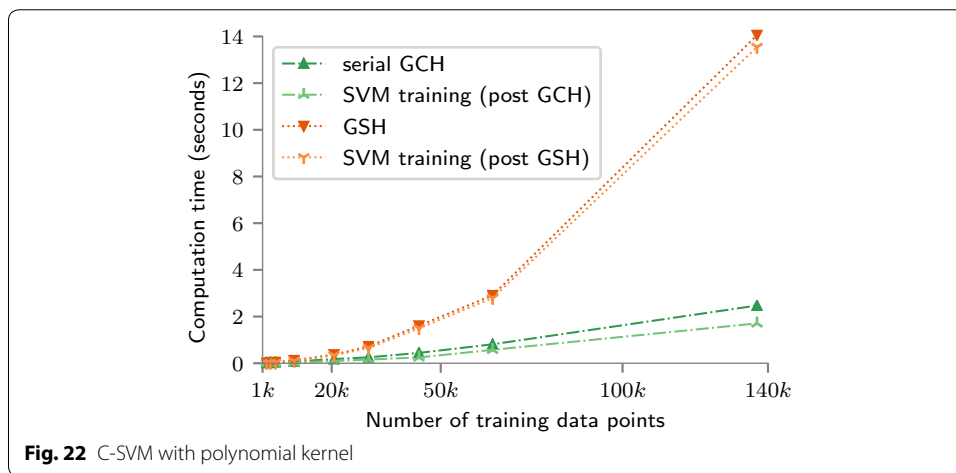 14
12
10
8
6
4
2
0
Computation time (seconds)
serial GCH
SVM training (post GCH)
GSH
SVM training (post GSH)
1k 20k 50k 100k 140k
Number of training data points
Fig. 22 C-SVM with polynomial kernel